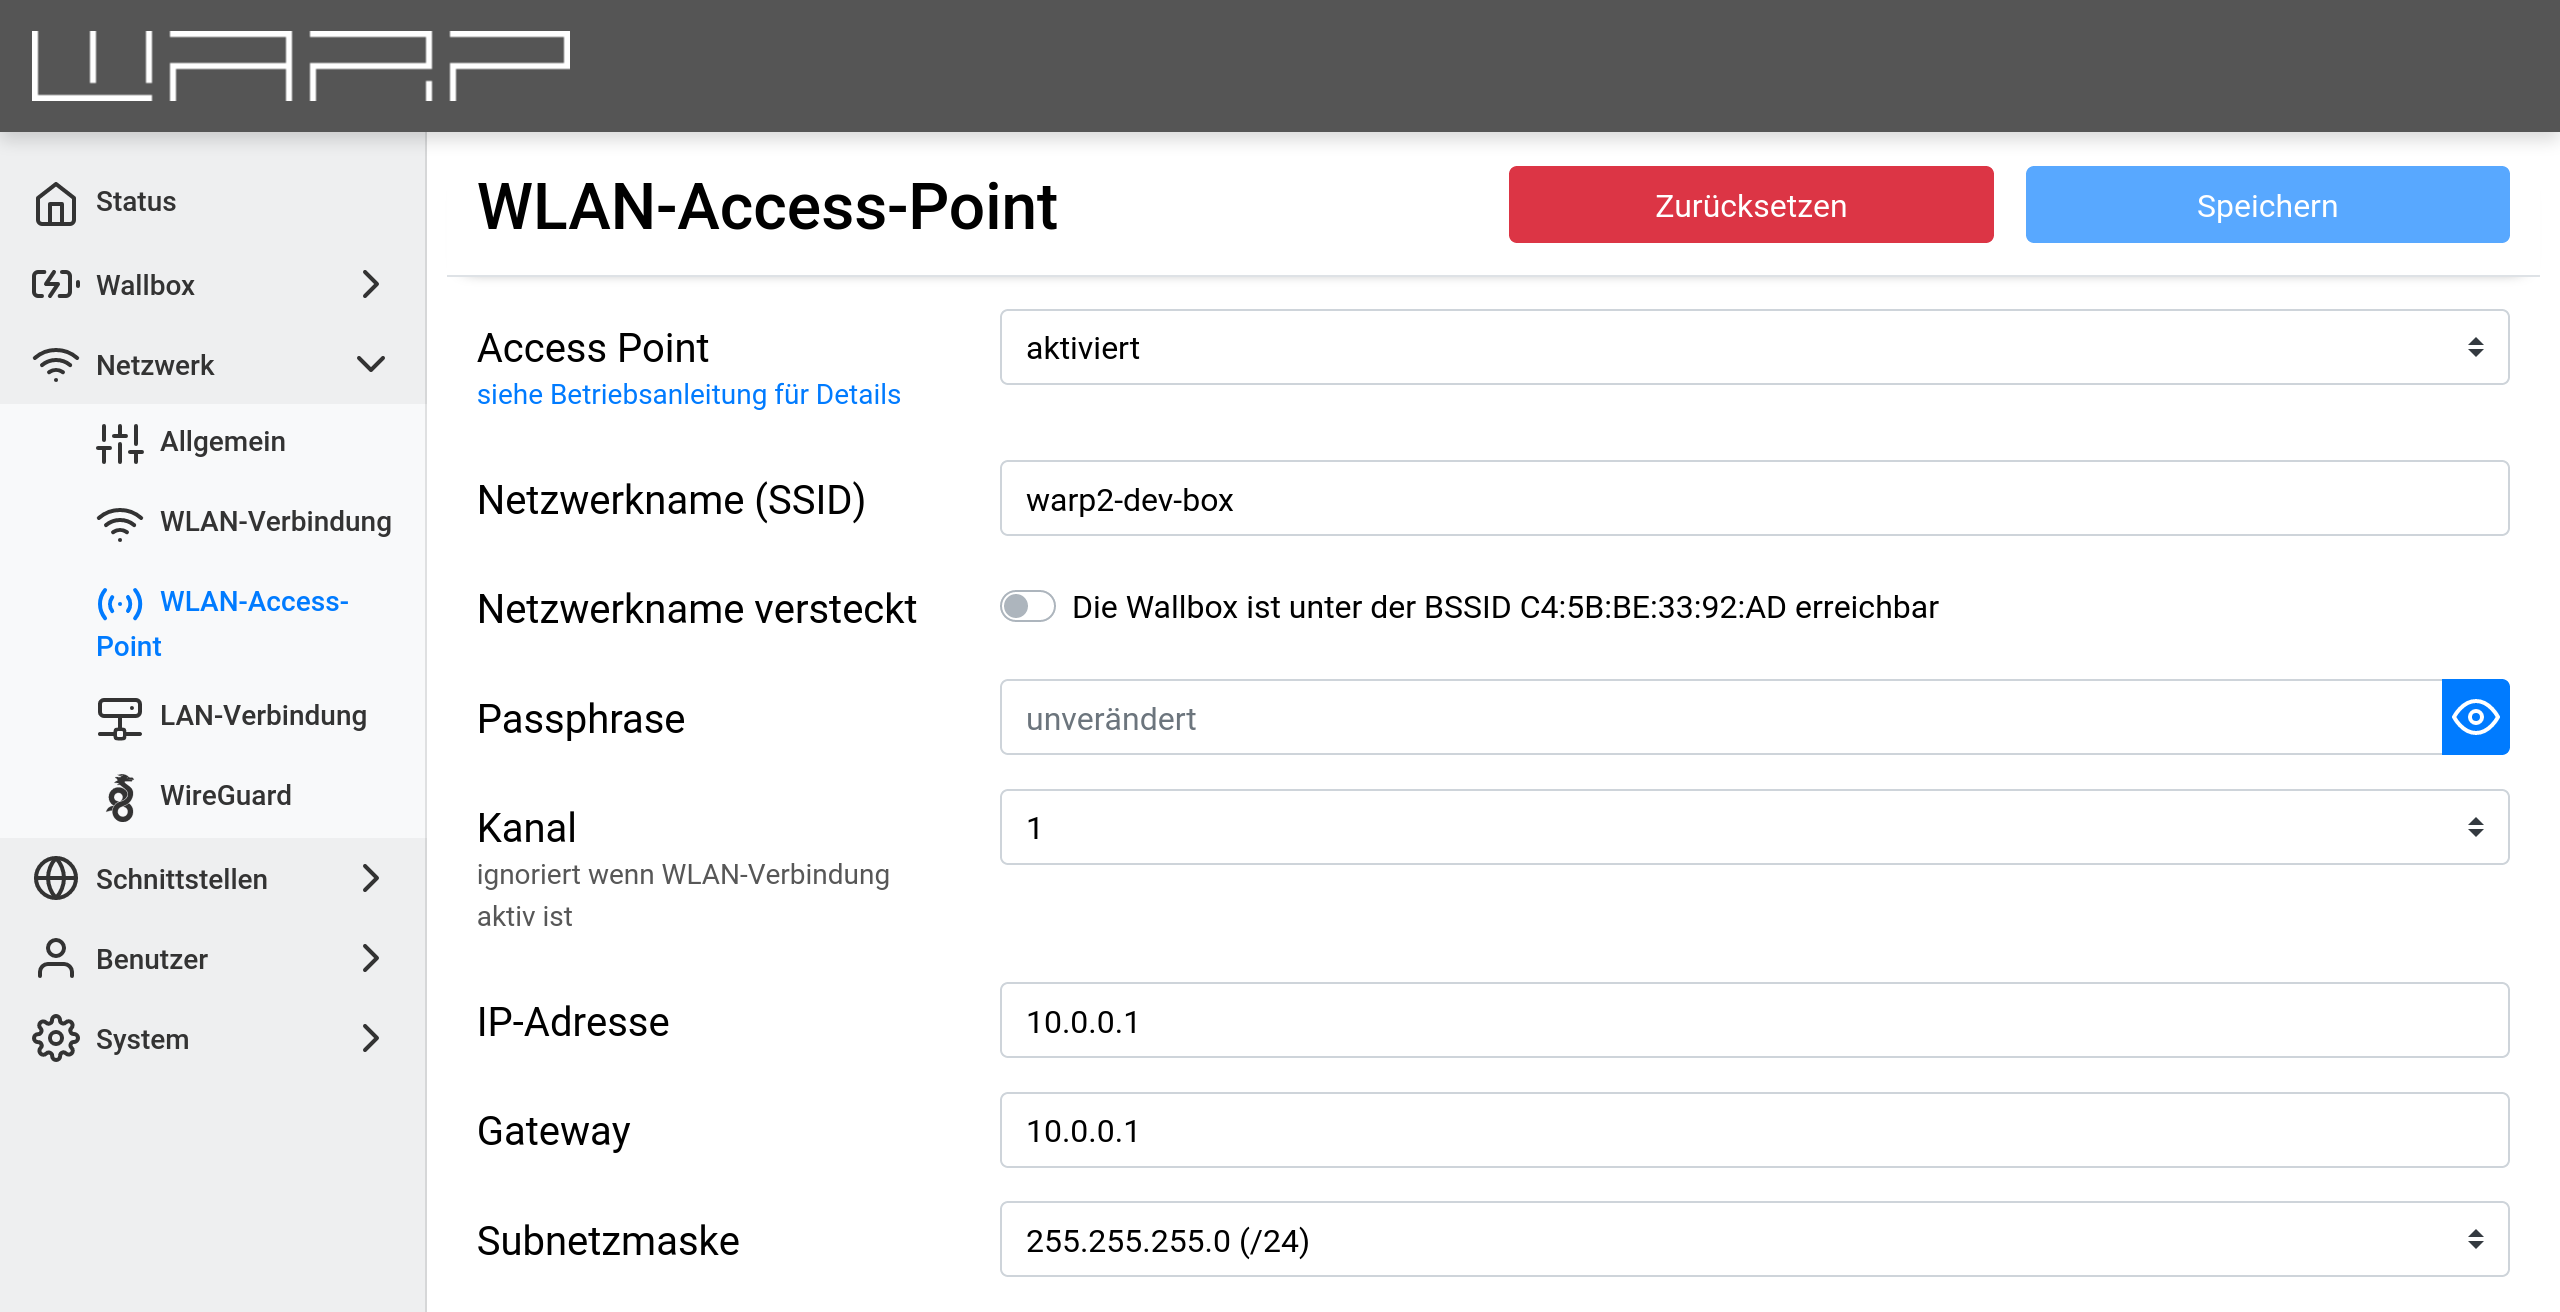 WARP
Status
Wallbox
Netzwerk
Allgemein
WLAN-Verbindung
WLAN-Access-
Point
LAN-Verbindung
WireGuard
Schnittstellen
Benutzer
System
WLAN-Access-Point
Zurücksetzen
Speichern
Access Point
siehe Betriebsanleitung für Details
aktiviert
Netzwerkname (SSID)
warp2-dev-box
Netzwerkname versteckt
Die Wallbox ist unter der BSSID C4:5B:BE:33:92:AD erreichbar
Passphrase
unverändert
Kanal
ignoriert wenn WLAN-Verbindung
aktiv ist
1
IP-Adresse
10.0.0.1
Gateway
10.0.0.1
Subnetzmaske
255.255.255.0 (/24)